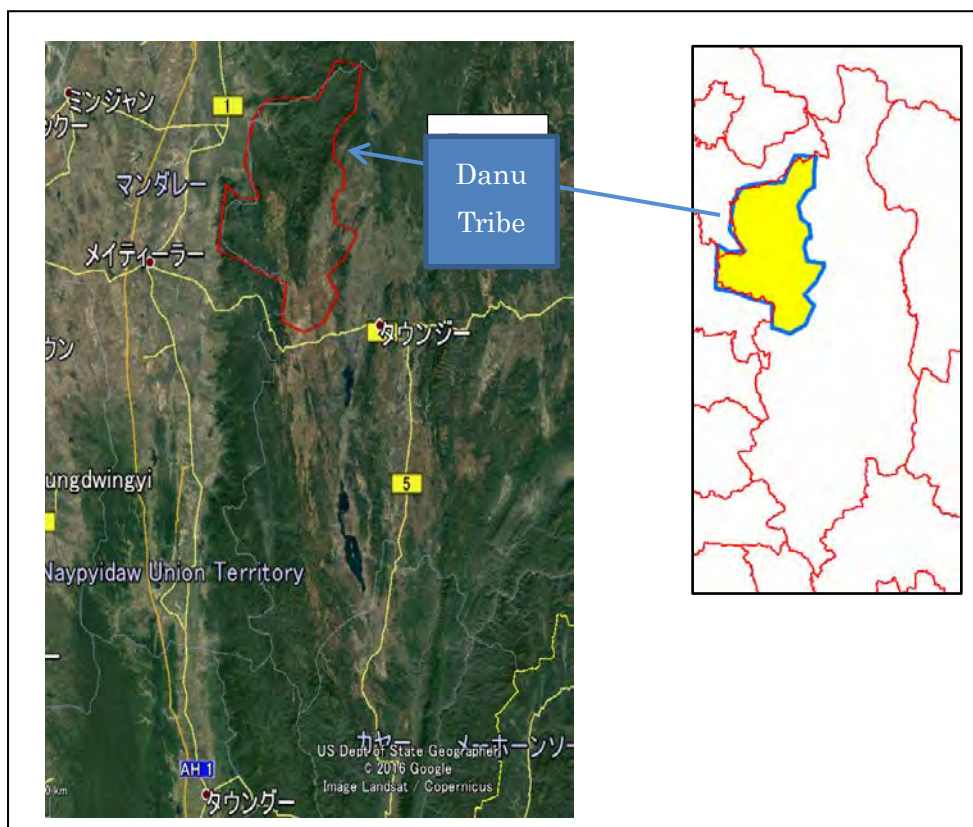 ミンジャン
1
ックー
マンダレー
メイティーラー
タウンジー
ウン
5
ungdwingyi
Naypyidaw Union Territory
カヤー
メーホーンソー
US Dept of State Geographer
© 2016 Google
Image Landsat / Copernicus
AH 1
タウングー
km
Danu
Tribe